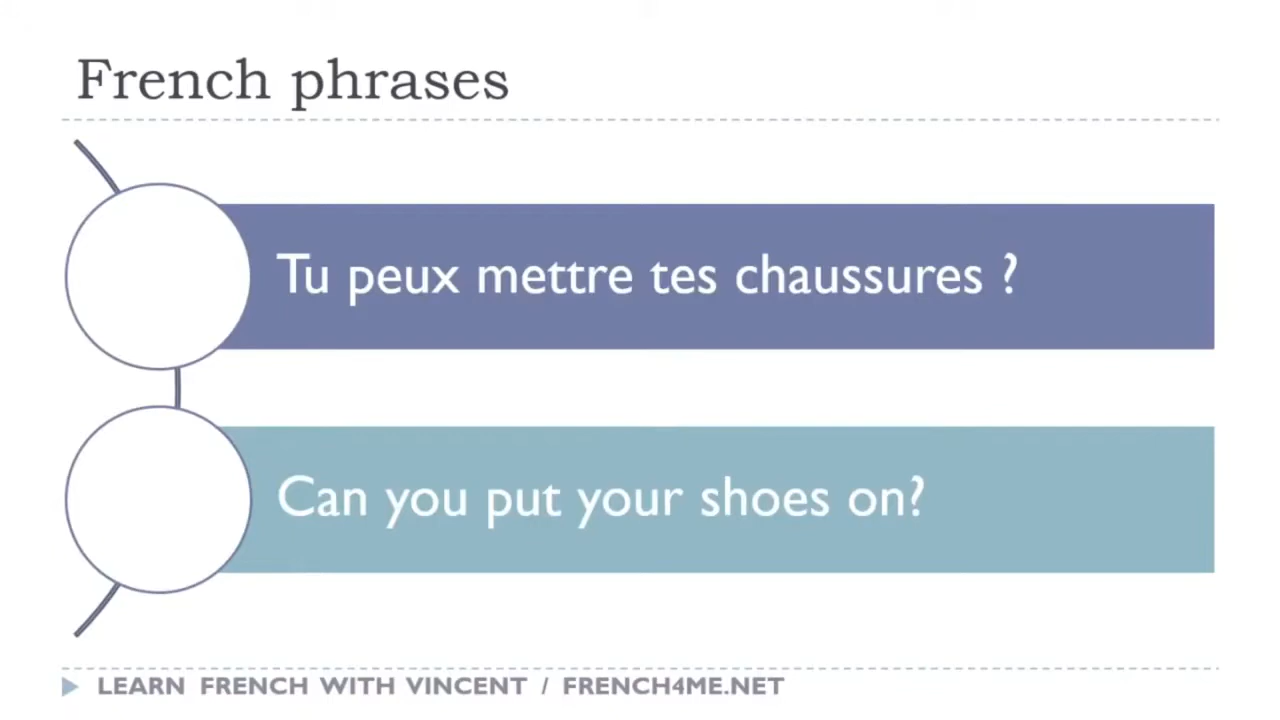 French phrases
Tu peux mettre tes chaussures ?
Can you put your shoes on?
LEARN FRENCH WITH VINCENT / FRENCH4ME.NET